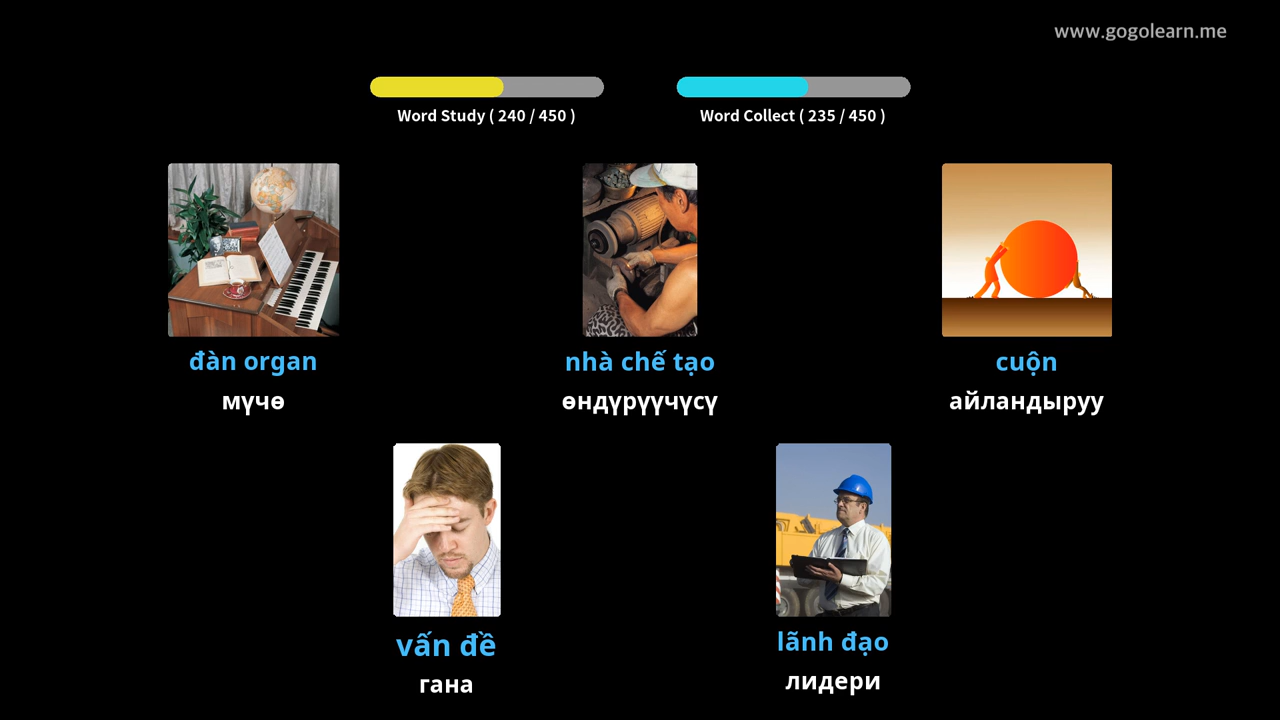 www.gogolearn.me
Word Study ( 240 / 450 )
Word Collect ( 235 / 450 )
đàn organ
мүчө
nhà chế tạo
өндүрүүчүсү
cuộn
айландыруу
vấn đề
гана
lãnh đạo
лидери